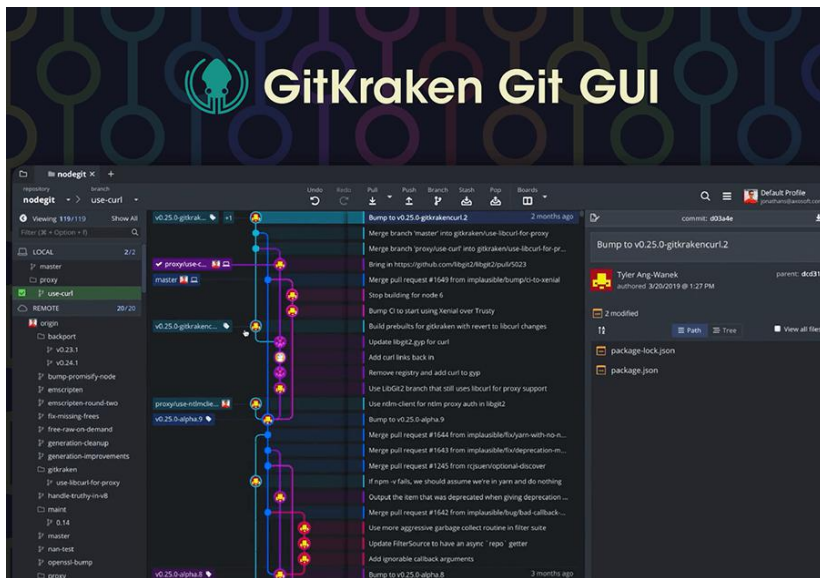 GitKraken Git GUI
nodegit
repository
branch
nodegit
use-curl
Undo
Redo
Pull
Push
Branch
Stash
Pop
Boards
Default Profile
Viewing 119/119
Show All
Filter (⌘ + Option + f)
LOCAL
2/2
master
proxy
use-curl
REMOTE
20/20
origin
backport
v0.23.1
v0.24.1
bump-promisify-node
emscripten
emscripten-round-two
fix-missing-frees
free-raw-on-demand
generation-cleanup
generation-improvements
gitkraken
use-libcurl-for-proxy
handle-truthy-in-v8
maint
0.14
master
nan-test
openssl-bump
proxy
v0.25.0-gitkrak...
+1
proxy/use-c...
master
v0.25.0-gitkrakenc...
proxy/use-ntlmclie...
v0.25.0-alpha.9
v0.25.0-alpha.8
Bump to v0.25.0-gitkrakencurl.2
2 months ago
Merge branch 'master' into gitkraken/use-libcurl-for-proxy
Merge branch 'proxy/use-curl' into gitkraken/use-libcurl-for-pr...
Bring in https://github.com/libgit2/libgit2/pull/5023
Merge pull request #1649 from implausible/bump/ci-to-xenial
Stop building for node 6
Bump CI to start using Xenial over Trusty
Build prebuilts for gitkraken with revert to libcurl changes
Update libgit2.gyp for curl
Add curl links back in
Remove registry and add curl to gyp
Use LibGit2 branch that still uses libcurl for proxy support
Use ntlm-client for ntlm proxy auth in libgit2
Bump to v0.25.0-alpha.9
Merge pull request #1644 from implausible/fix/yarn-with-no-n...
Merge pull request #1643 from implausible/fix/deprecation-m...
Merge pull request #1245 from rcjsuen/optional-discover
If npm -v fails, we should assume we're in yarn and do nothing
Output the item that was deprecated when giving deprecation ...
Merge pull request #1642 from implausible/bug/bad-callback-...
Use more aggressive garbage collect routine in filter suite
Update FilterSource to have an async `repo` getter
Add ignorable callback arguments
Bump to v0.25.0-alpha.8
3 months ago
commit: d03a4e
Bump to v0.25.0-gitkrakencurl.2
Tyler Ang-Wanek
authored 3/20/2019 @ 1:27 PM
parent: dcd31
2 modified
Path
Tree
View all files
package-lock.json
package.json